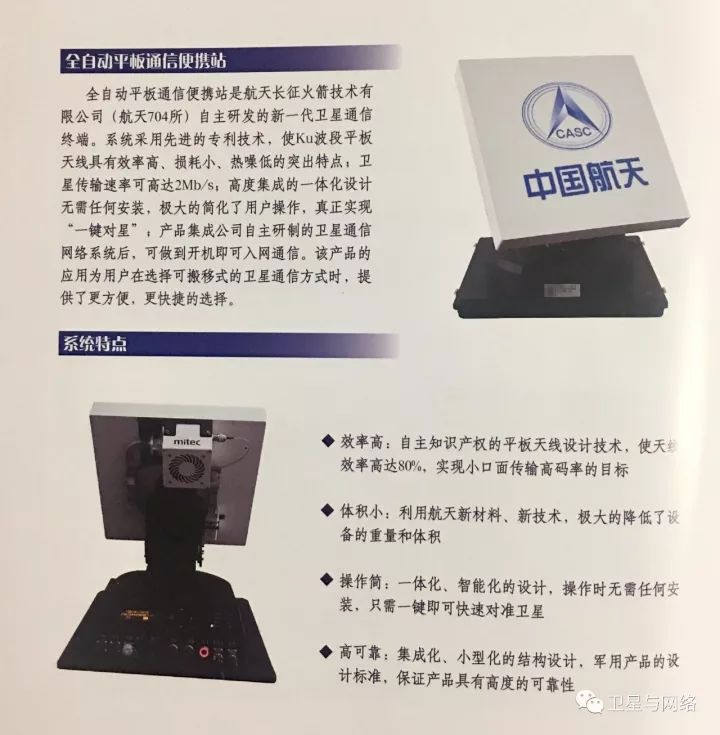 全自动平板通信便携站
全自动平板通信便携站是航天长征火箭技术有
限公司（航天704所）自主研发的新一代卫星通信
终端。系统采用先进的专利技术，使Ku波段平板
天线具有效率高、损耗小、热噪低的突出特点；卫
星传输速率可高达2Mb/s；高度集成的一体化设计
无需任何安装，极大的简化了用户操作，真正实现
“一键对星”；产品集成公司自主研制的卫星通信
网络系统后，可做到开机即可入网通信。该产品的
应用为用户在选择可搬移式的卫星通信方式时，提
供了更方便，更快捷的选择。
CASC
中国航天
系统特点
mitec
◆ 效率高：自主知识产权的平板天线设计技术，使天线
效率高达80%，实现小口面传输高码率的目标
◆ 体积小：利用航天新材料、新技术，极大的降低了设
备的重量和体积
◆ 操作简：一体化、智能化的设计，操作时无需任何安
装，只需一键即可快速对准卫星
◆ 高可靠：集成化、小型化的结构设计，军用产品的设
计标准，保证产品具有高度的可靠性
卫星与网络